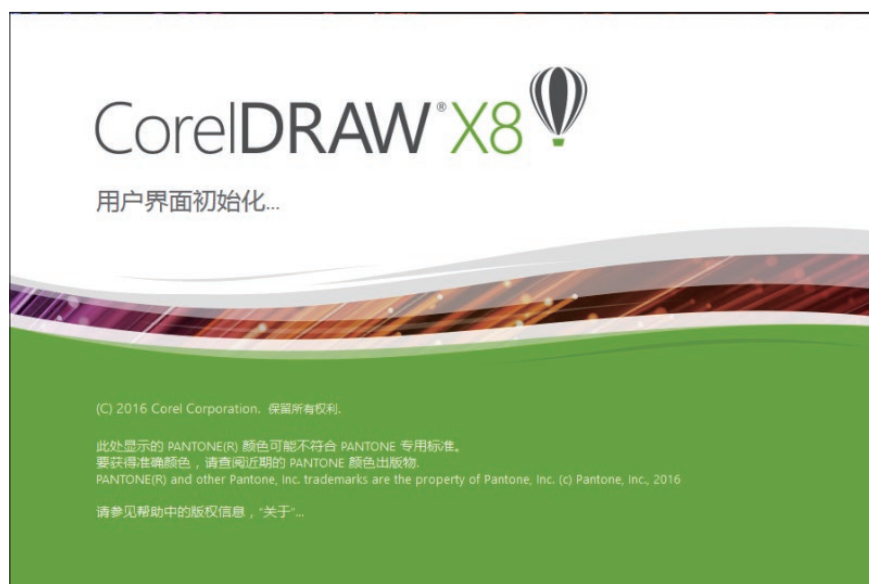 CorelDRAW® X8
用户界面初始化...
(C) 2016 Corel Corporation. 保留所有权利.
此处显示的 PANTONE(R) 颜色可能不符合 PANTONE 专用标准。
要获得准确颜色，请查阅近期的 PANTONE 颜色出版物.
PANTONE(R) and other Pantone, Inc. trademarks are the property of Pantone, Inc. (c) Pantone, Inc., 2016
请参见帮助中的版权信息，"关于"...